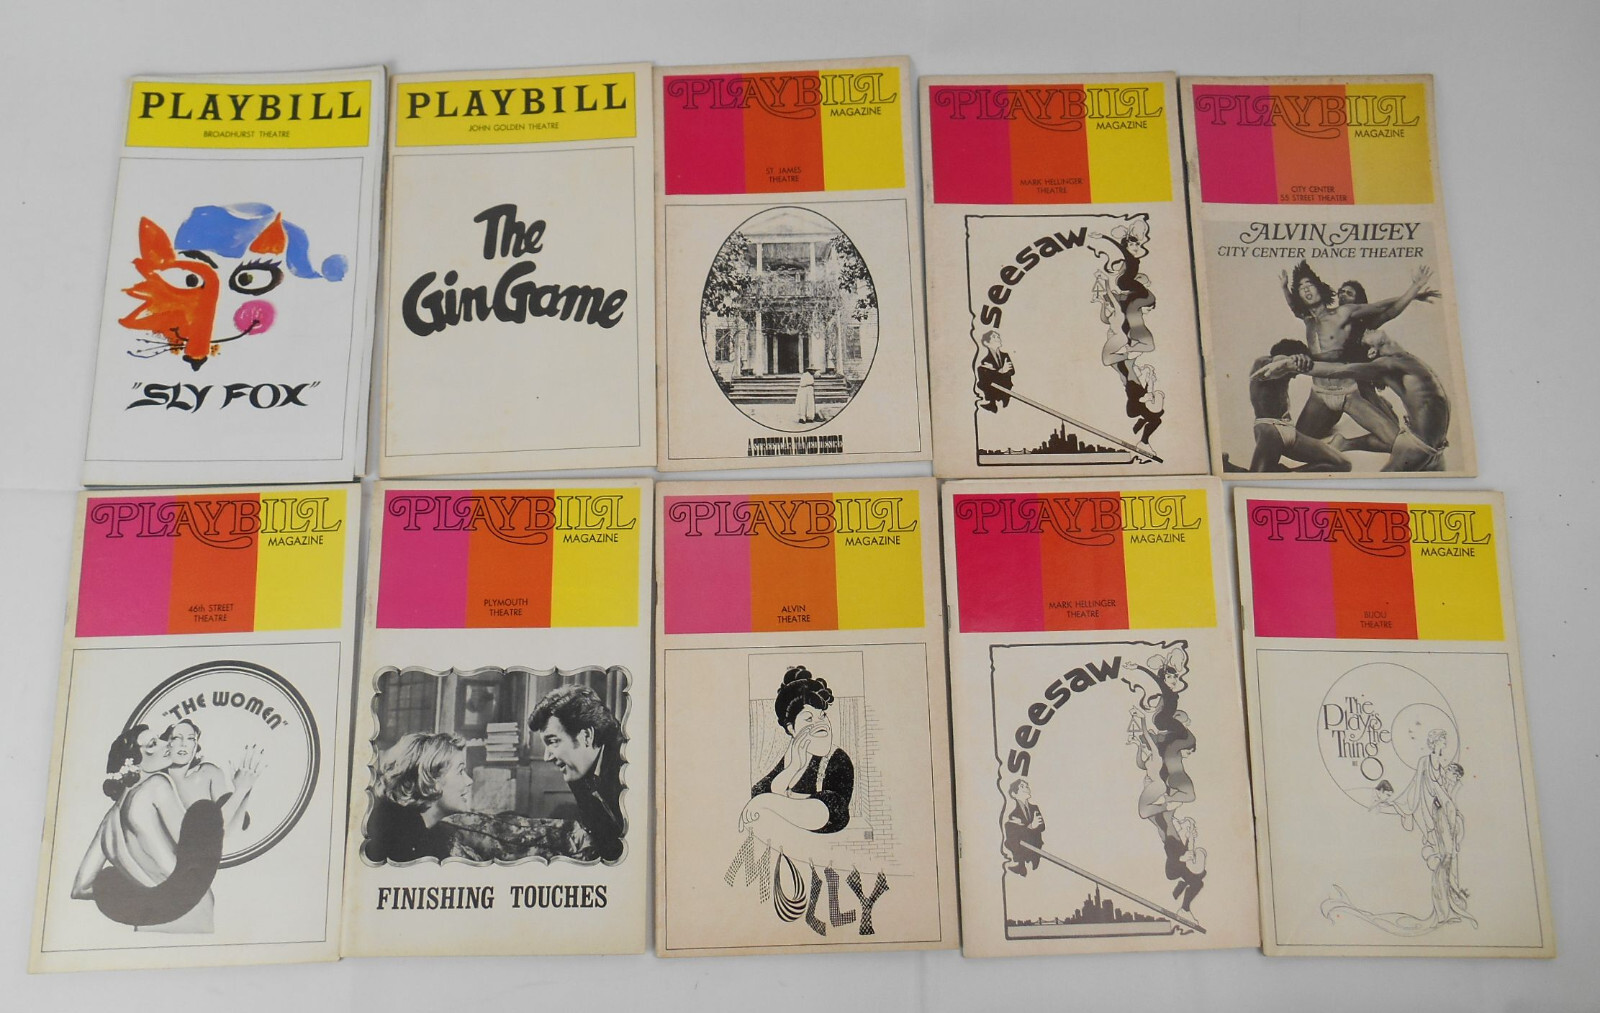 PLAYBILL
BROADHURST THEATRE
"SLY FOX"
PLAYBILL
JOHN GOLDEN THEATRE
The
Gin Game
PLAYBILL
MAGAZINE
ST. JAMES
THEATRE
A STREETCAR NAMED DESIRE
PLAYBILL
MAGAZINE
MARK HELLINGER
THEATRE
seesaw
PLAYBILL
MAGAZINE
CITY CENTER
55 STREET THEATER
ALVIN AILEY
CITY CENTER DANCE THEATER
PLAYBILL
MAGAZINE
46th STREET
THEATRE
"THE WOMEN"
PLAYBILL
MAGAZINE
PLYMOUTH
THEATRE
FINISHING TOUCHES
PLAYBILL
MAGAZINE
ALVIN
THEATRE
MOLLY
PLAYBILL
MAGAZINE
MARK HELLINGER
THEATRE
seesaw
PLAYBILL
MAGAZINE
BIJOU
THEATRE
The
Play's
the
Thing